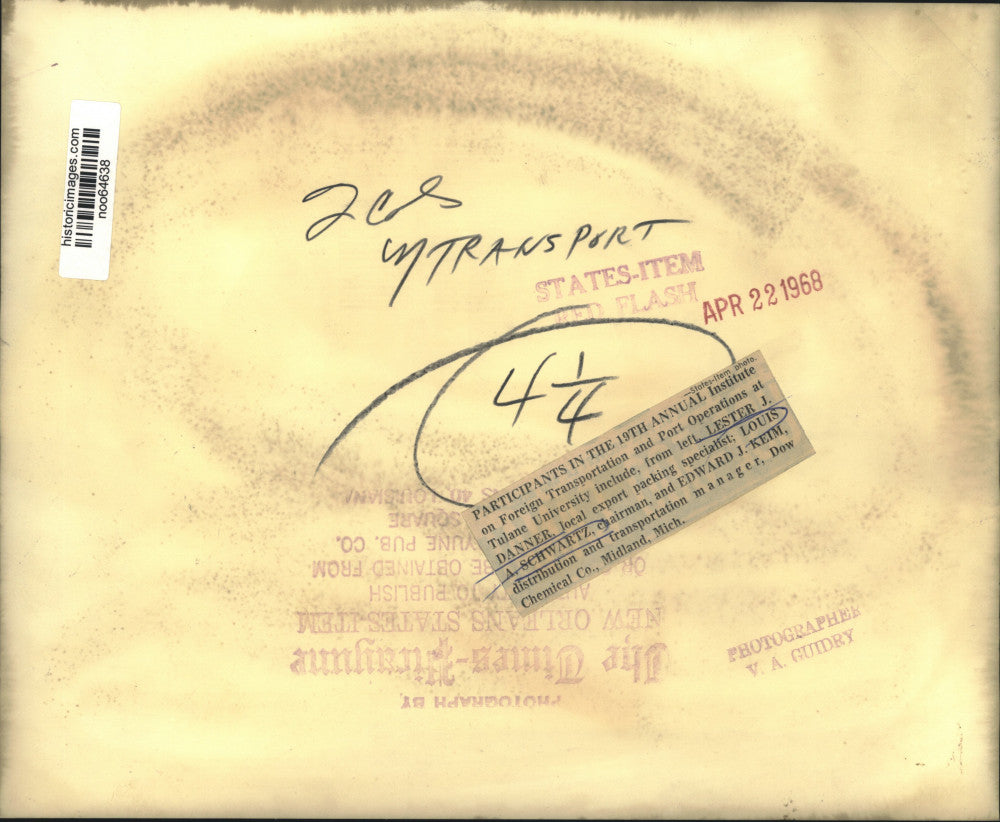 historicimages.com
noo64638
2 Cols
TRANSPORT
STATES-ITEM
RED FLASH
APR 22 1968
4 1/4
—States-Item photo.
PARTICIPANTS IN THE 19TH ANNUAL Institute
on Foreign Transportation and Port Operations at
Tulane University include, from left, LESTER J.
DANNER, local export packing specialist; LOUIS
A. SCHWARTZ, chairman, and EDWARD J. KEIM,
distribution and transportation manager, Dow
Chemical Co., Midland, Mich.
PHOTOGRAPHER
V. A. GUIDRY
PHOTOGRAPH BY
The Times-Picayune
NEW ORLEANS STATES-ITEM
TO PUBLISH
BE OBTAINED FROM
PUB. CO.
SQUARE